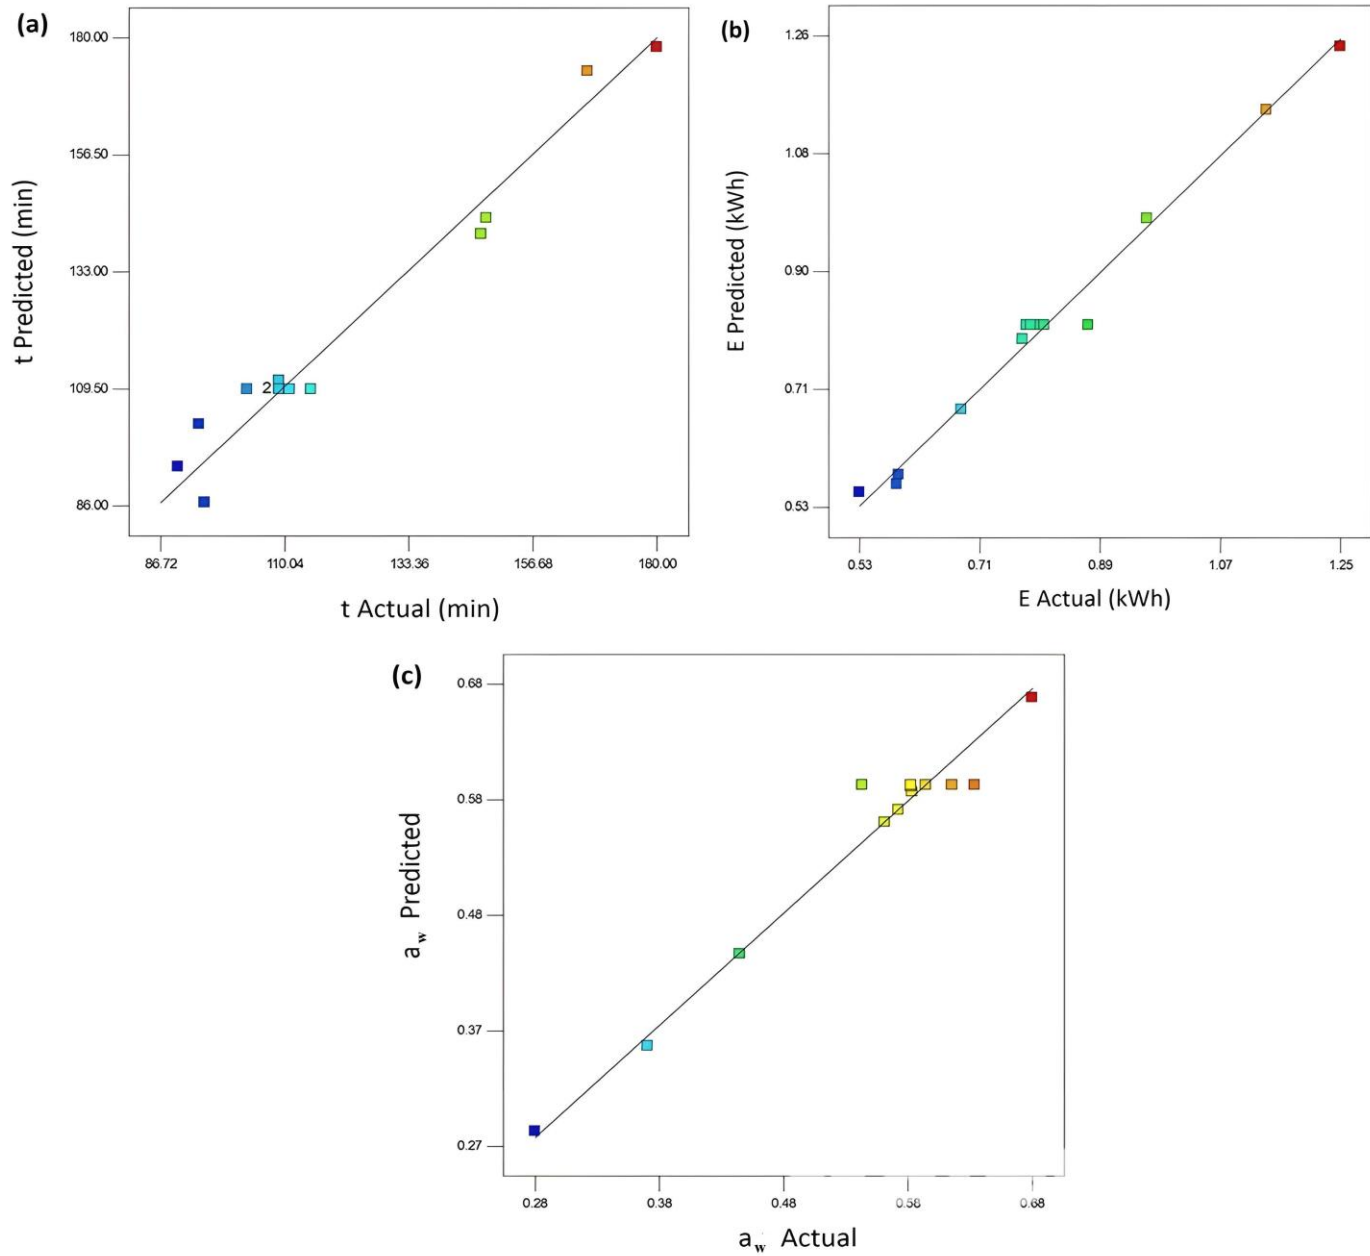 (a)
t Predicted (min)
180.00
156.50
133.00
109.50
86.00
2
86.72 110.04 133.36 156.68 180.00
t Actual (min)
(b)
E Predicted (kWh)
1.26
1.08
0.90
0.71
0.53
0.53 0.71 0.89 1.07 1.25
E Actual (kWh)
(c)
aw Predicted
0.68
0.58
0.48
0.37
0.27
0.28 0.38 0.48 0.58 0.68
aw Actual